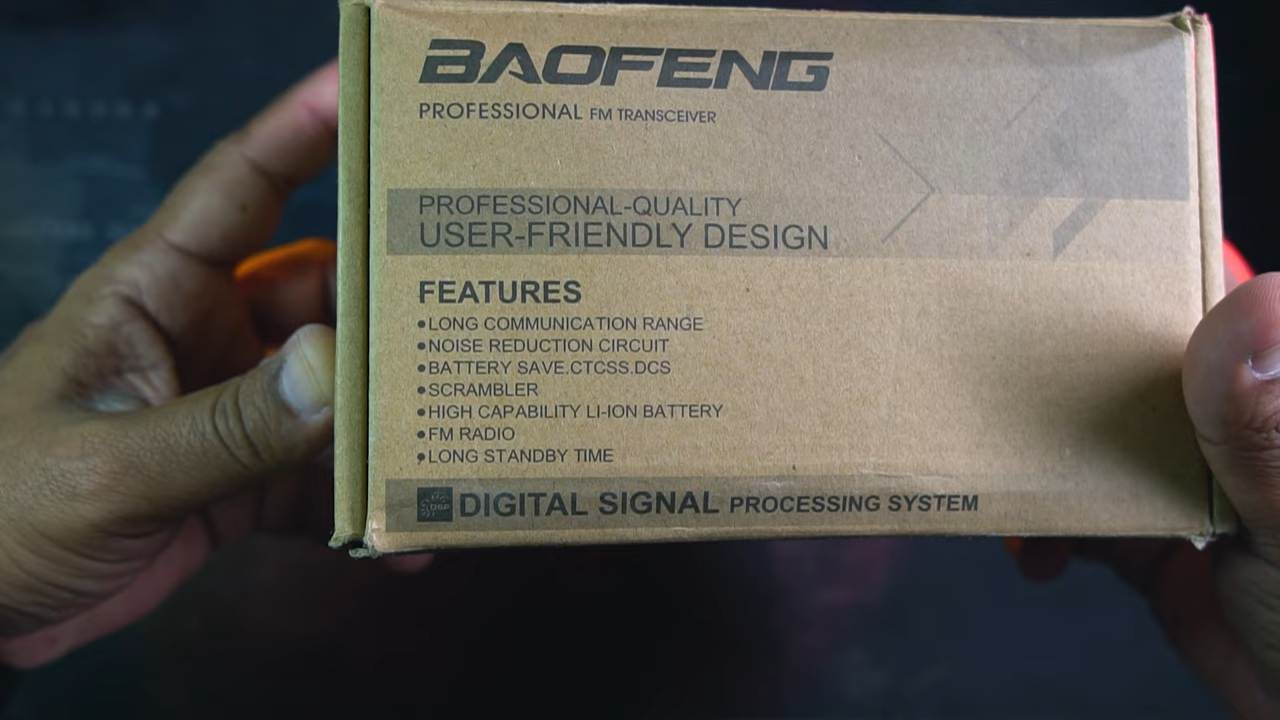 BAOFENG
PROFESSIONAL FM TRANSCEIVER
PROFESSIONAL-QUALITY
USER-FRIENDLY DESIGN
FEATURES
•LONG COMMUNICATION RANGE
•NOISE REDUCTION CIRCUIT
•BATTERY SAVE.CTCSS.DCS
•SCRAMBLER
•HIGH CAPABILITY LI-ION BATTERY
•FM RADIO
•LONG STANDBY TIME
DSP DIGITAL SIGNAL PROCESSING SYSTEM